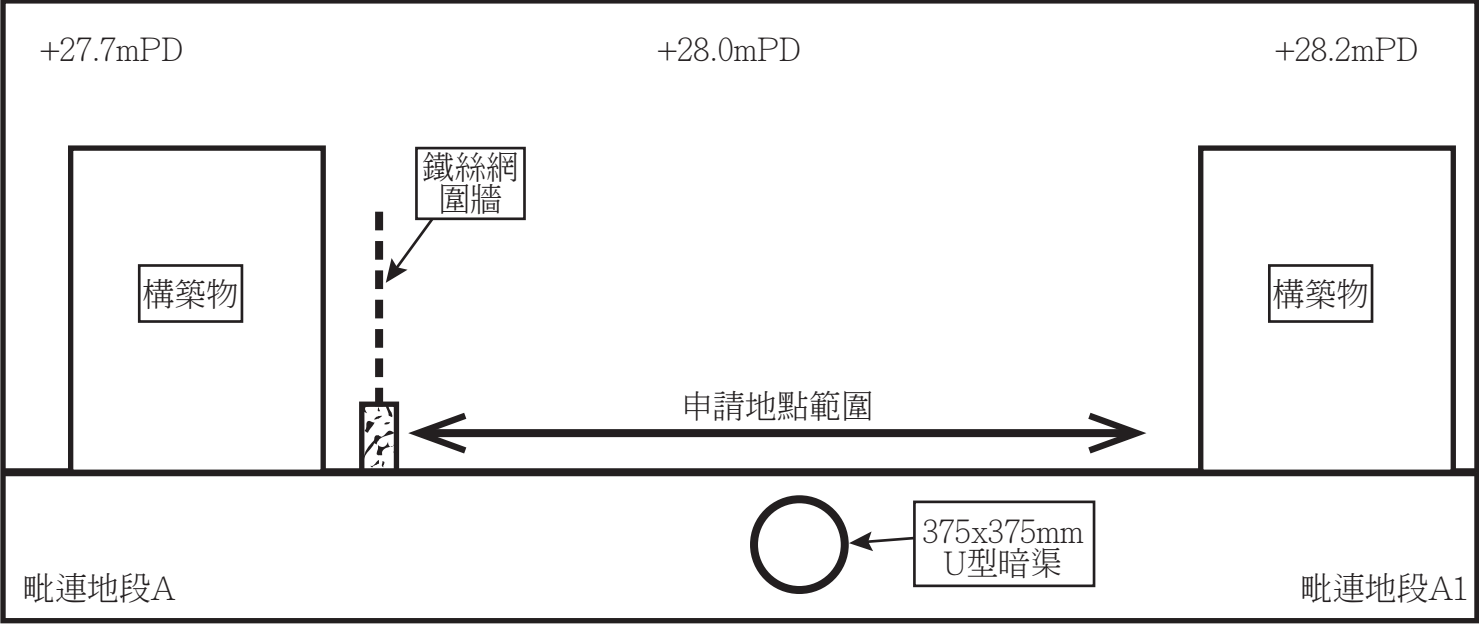 +27.7mPD
+28.0mPD
+28.2mPD
鐵絲網
圍牆
構築物
構築物
申請地點範圍
375x375mm
U型暗渠
毗連地段A
毗連地段A1